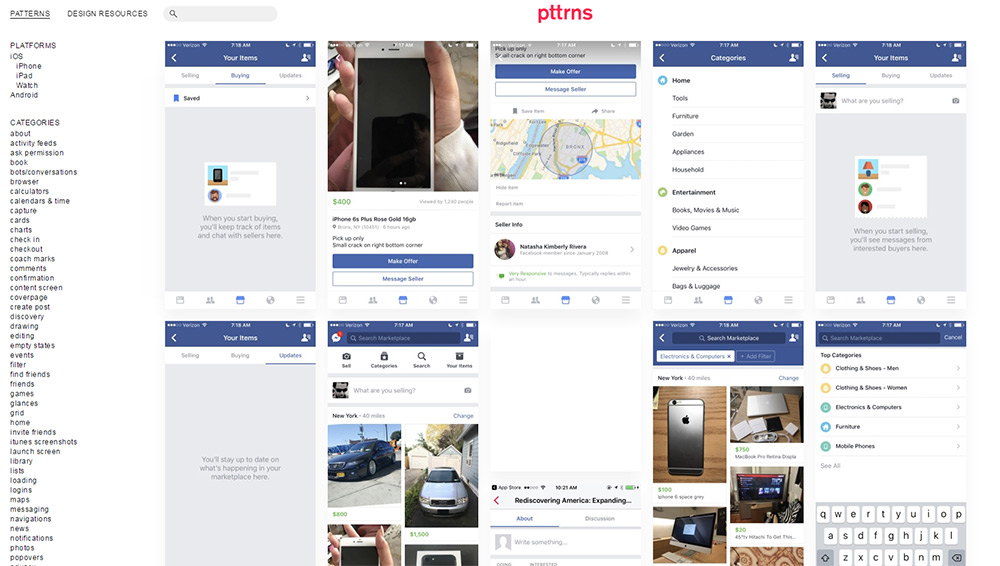 PATTERNS
DESIGN RESOURCES
pttrns
PLATFORMS
iOS
iPhone
iPad
Watch
Android
CATEGORIES
about
activity feeds
ask permission
book
bots/conversations
browser
calculators
calendars & time
capture
cards
charts
check in
checkout
coach marks
comments
confirmation
content screen
coverpage
create post
discovery
drawing
editing
empty states
events
filter
find friends
friends
games
glances
grid
home
invite friends
itunes screenshots
launch screen
library
lists
loading
logins
maps
messaging
navigations
news
notifications
photos
popovers
Verizon 7:18 AM
Your Items
Selling Buying Updates
Saved
When you start buying,
you'll keep track of items
and chat with sellers here.
Verizon 7:17 AM
$400
Viewed by 1,240 people
iPhone 6s Plus Rose Gold 16gb
Bronx, NY (10451) · 6 hours ago
Pick up only
Small crack on right bottom corner
Make Offer
Message Seller
Pick up only
Small crack on right bottom corner
Make Offer
Message Seller
Save Item
Share
Ridgefield
BRONX
Hide Item
Report Item
Seller Info
Natasha Kimberly Rivera
Facebook member since January 2008
Very Responsive to messages. Typically replies within
an hour.
Verizon 7:17 AM
Categories
Home
Tools
Furniture
Garden
Appliances
Household
Entertainment
Books, Movies & Music
Video Games
Apparel
Jewelry & Accessories
Bags & Luggage
Verizon 7:18 AM
Your Items
Selling Buying Updates
What are you selling?
When you start selling,
you'll see messages from
interested buyers here.
Verizon 7:18 AM
Your Items
Selling Buying Updates
You'll stay up to date on
what's happening in your
marketplace here.
Verizon 7:17 AM
Search Marketplace
Sell Categories Search Your Items
What are you selling?
New York · 40 miles
Change
$800
$1,500
App Store 10:21 AM
Rediscovering America: Expanding...
About Discussion
Write something...
GOING INTERESTED
Verizon 7:17 AM
Search Marketplace
Electronics & Computers ×
+ Add Filter
New York · 40 miles
Change
$100
iphone 6 space grey
$750
MacBook Pro Retina Displa
$20
45"tv Hitachi To Get This...
Verizon 7:17 AM
Search Marketplace
Cancel
Top Categories
Clothing & Shoes - Men
Clothing & Shoes - Women
Electronics & Computers
Furniture
Mobile Phones
See All
q w e r t y u i o p
a s d f g h j k l
z x c v b n m